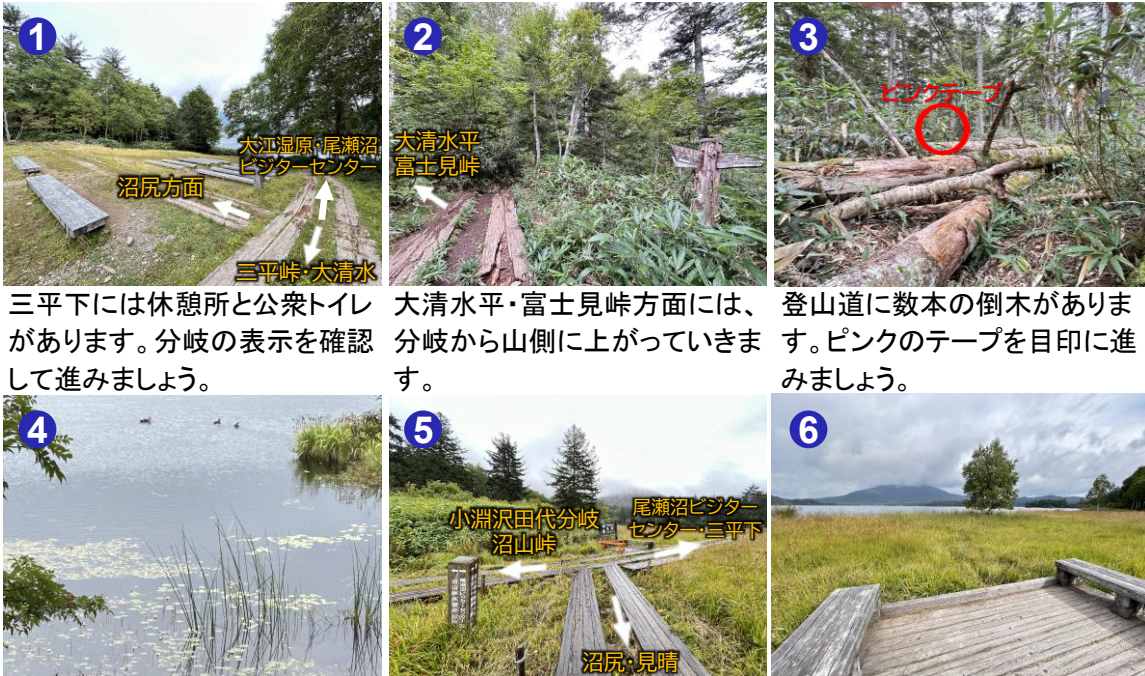 1
大江湿原・尾瀬沼
ビジターセンター
沼尻方面
三平峠・大清水
三平下には休憩所と公衆トイレ
があります。分岐の表示を確認
して進みましょう。
2
大清水平
富士見峠
大清水平・富士見峠方面には、
分岐から山側に上がっていきま
す。
3
ピンクテープ
登山道に数本の倒木がありま
す。ピンクのテープを目印に進
みましょう。
4
5
小淵沢田代分岐
沼山峠
尾瀬沼ビジター
センター・三平下
沼尻・見晴
6